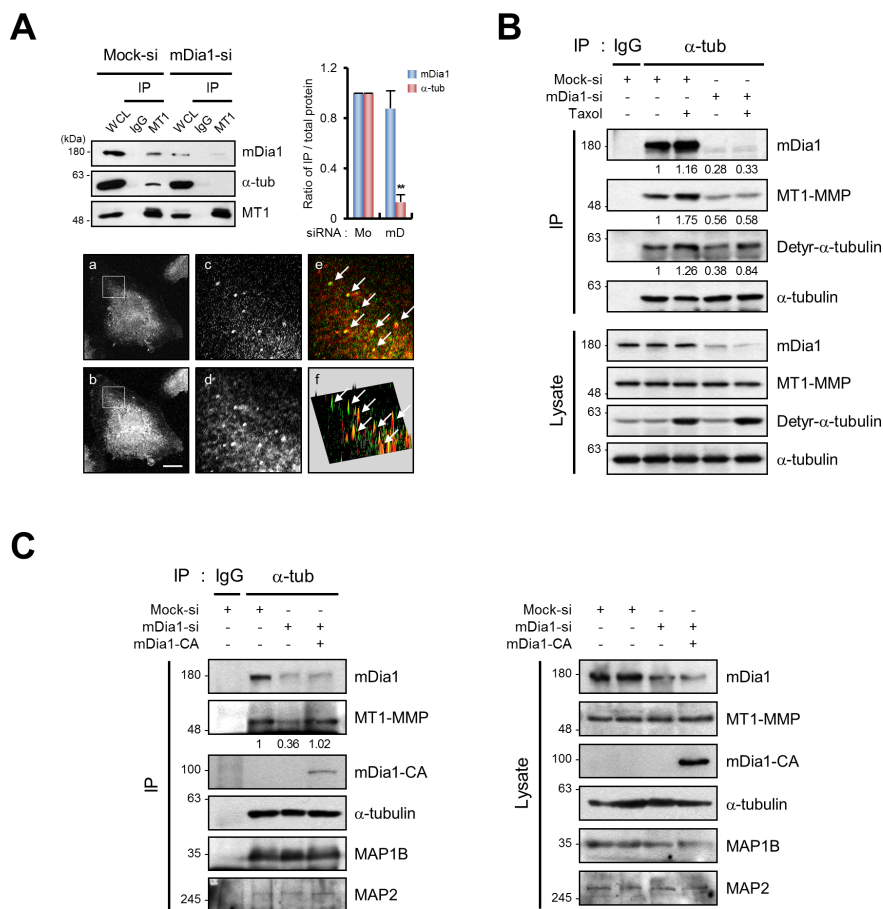 A
Mock-si mDia1-si
IP IP
WCL IgG MT1 WCL IgG MT1
(kDa)
180 mDia1
63 α-tub
48 MT1
Ratio of IP / total protein
1.2
0.8
0.4
0
mDia1
α-tub
**
siRNA : Mo mD
a c e
b d f
B
IP : IgG α-tub
Mock-si + + + - -
mDia1-si - - - + +
Taxol - - + - +
IP
180 mDia1
1 1.16 0.28 0.33
MT1-MMP
48
1 1.75 0.56 0.58
63 Detyr-α-tubulin
1 1.26 0.38 0.84
63 α-tubulin
Lysate
180 mDia1
MT1-MMP
48
63 Detyr-α-tubulin
63 α-tubulin
C
IP : IgG α-tub
Mock-si + + - -
mDia1-si - - + +
mDia1-CA - - - +
IP
180 mDia1
MT1-MMP
48
1 0.36 1.02
100 mDia1-CA
63
α-tubulin
35 MAP1B
MAP2
245
Mock-si + + - -
mDia1-si - - + +
mDia1-CA - - - +
Lysate
180 mDia1
MT1-MMP
48
100 mDia1-CA
63
α-tubulin
35 MAP1B
MAP2
245